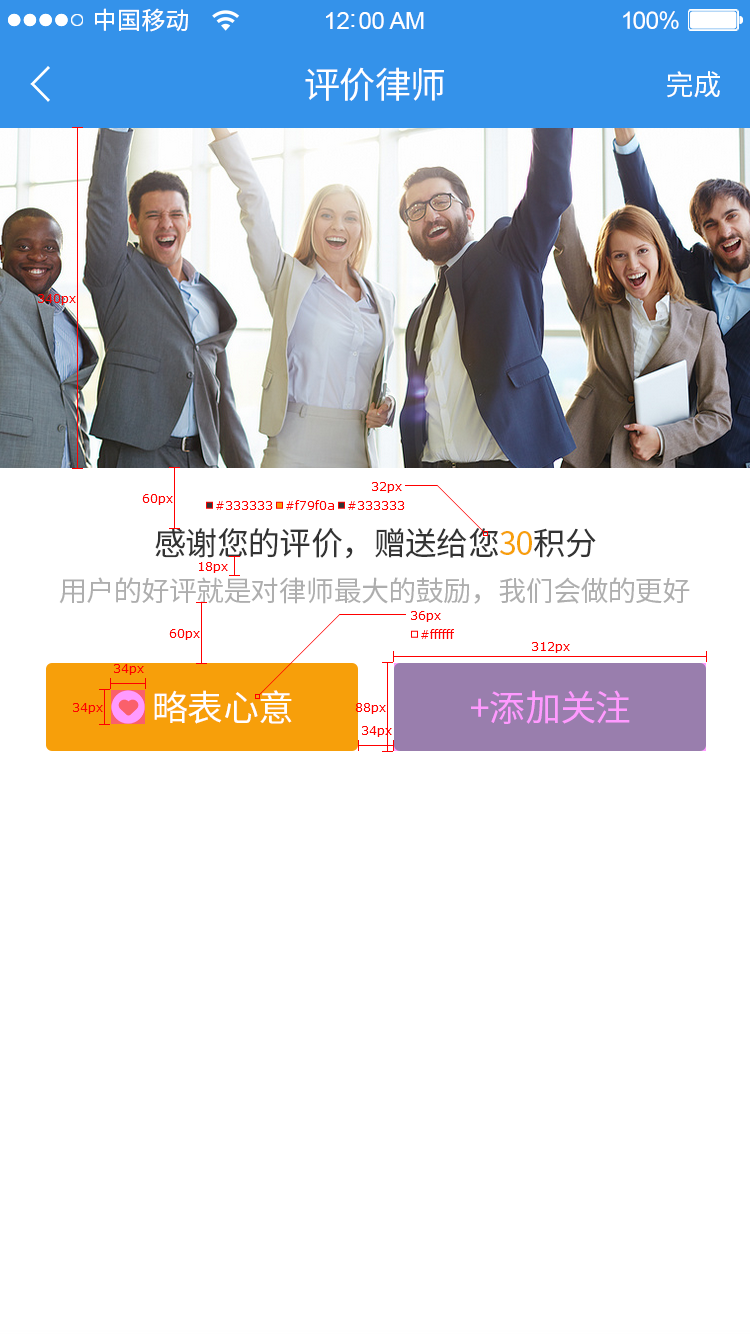 中国移动 12:00 AM 100%
评价律师 完成
340px
60px 32px
#333333 #f79f0a #333333
感谢您的评价，赠送给您30积分
18px
用户的好评就是对律师最大的鼓励，我们会做的更好
36px
60px #ffffff
312px
34px
34px 略表心意 88px +添加关注
34px